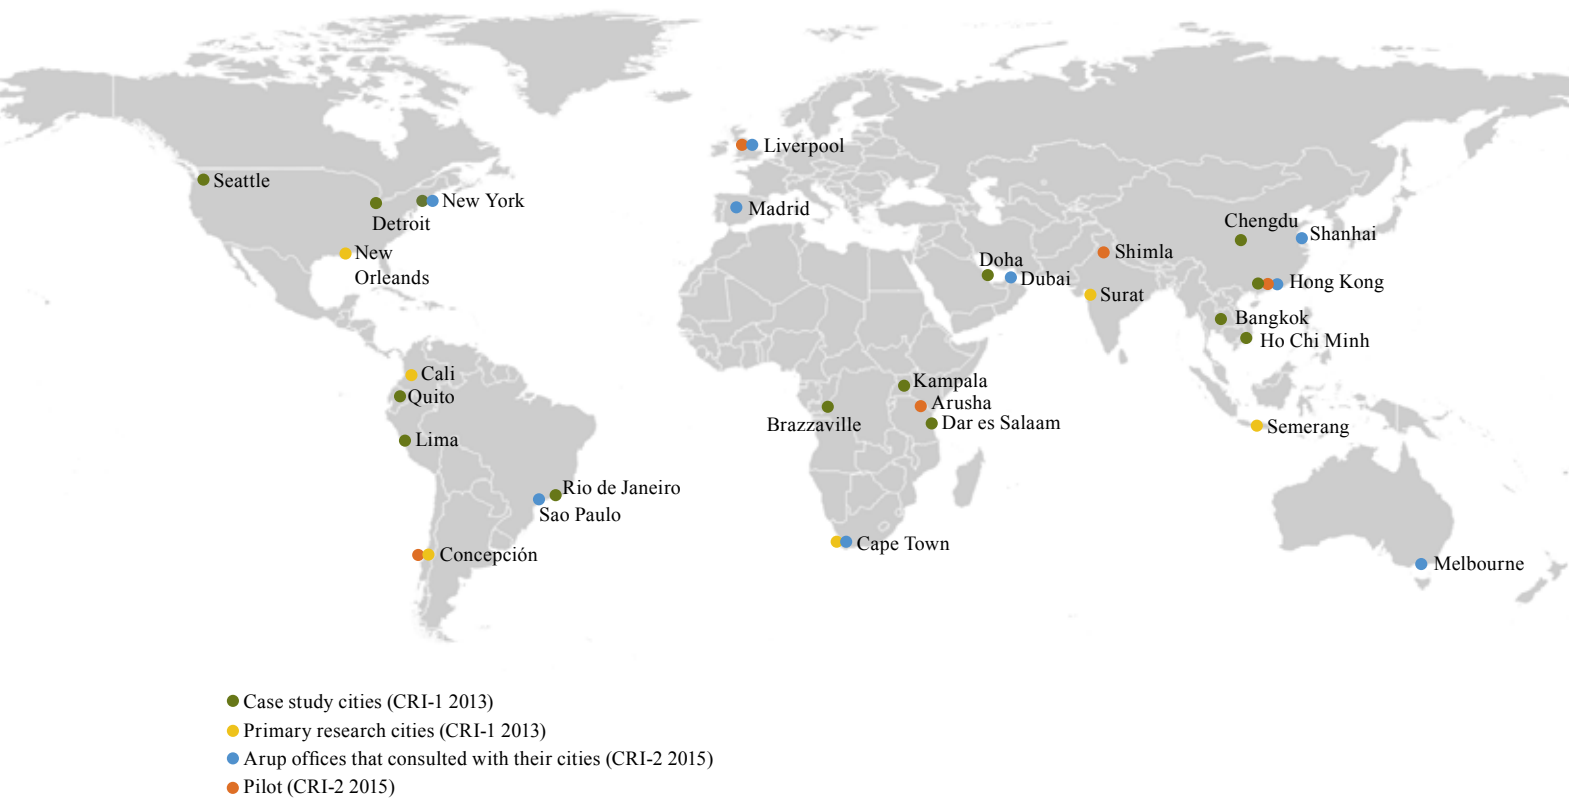 Liverpool
Seattle
New York
Madrid
Detroit
Chengdu
Shanhai
New
Orleands
Shimla
Doha
Dubai
Hong Kong
Surat
Bangkok
Ho Chi Minh
Cali
Quito
Kampala
Arusha
Brazzaville
Dar es Salaam
Semerang
Lima
Rio de Janeiro
Sao Paulo
Concepción
Cape Town
Melbourne
Case study cities (CRI-1 2013)
Primary research cities (CRI-1 2013)
Arup offices that consulted with their cities (CRI-2 2015)
Pilot (CRI-2 2015)